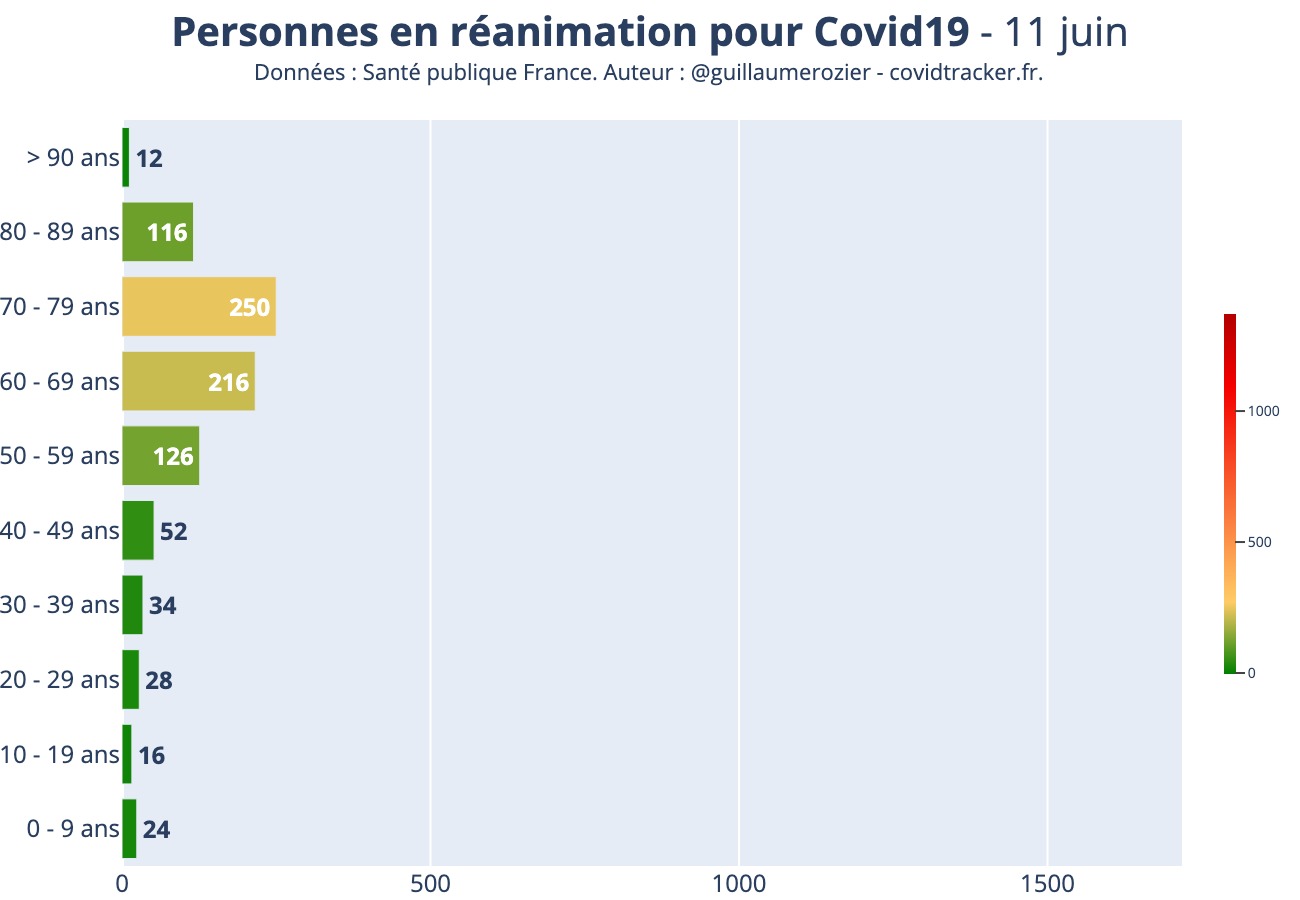 Personnes en réanimation pour Covid19 - 11 juin
Données : Santé publique France. Auteur : @guillaumerozier - covidtracker.fr.
> 90 ans 12
80 - 89 ans 116
70 - 79 ans 250
60 - 69 ans 216
50 - 59 ans 126
40 - 49 ans 52
30 - 39 ans 34
20 - 29 ans 28
10 - 19 ans 16
0 - 9 ans 24
0 500 1000 1500
1000
500
0